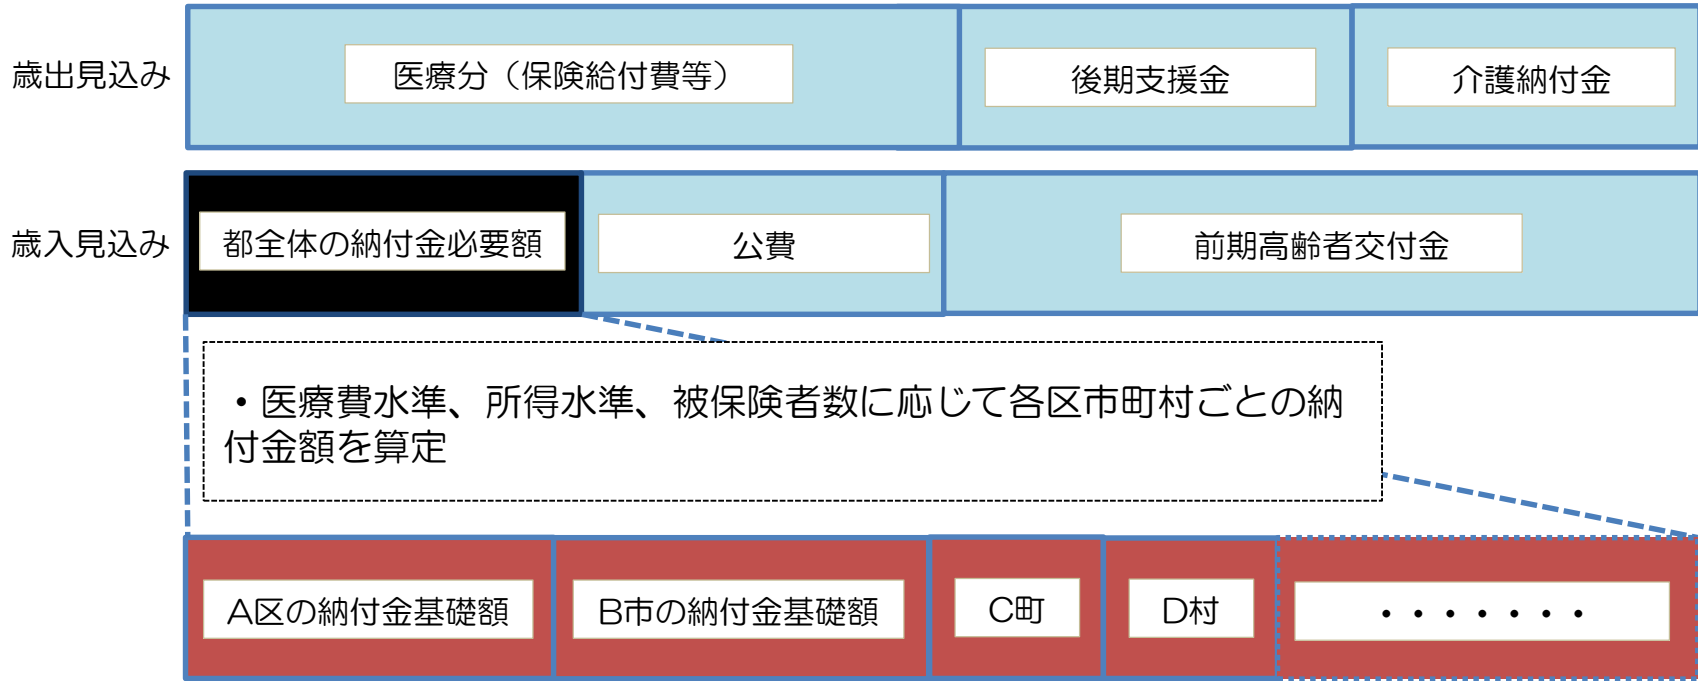 歳出見込み
医療分（保険給付費等）
後期支援金
介護納付金
歳入見込み
都全体の納付金必要額
公費
前期高齢者交付金
・医療費水準、所得水準、被保険者数に応じて各区市町村ごとの納
付金額を算定
A区の納付金基礎額
B市の納付金基礎額
C町
D村
・・・・・・・